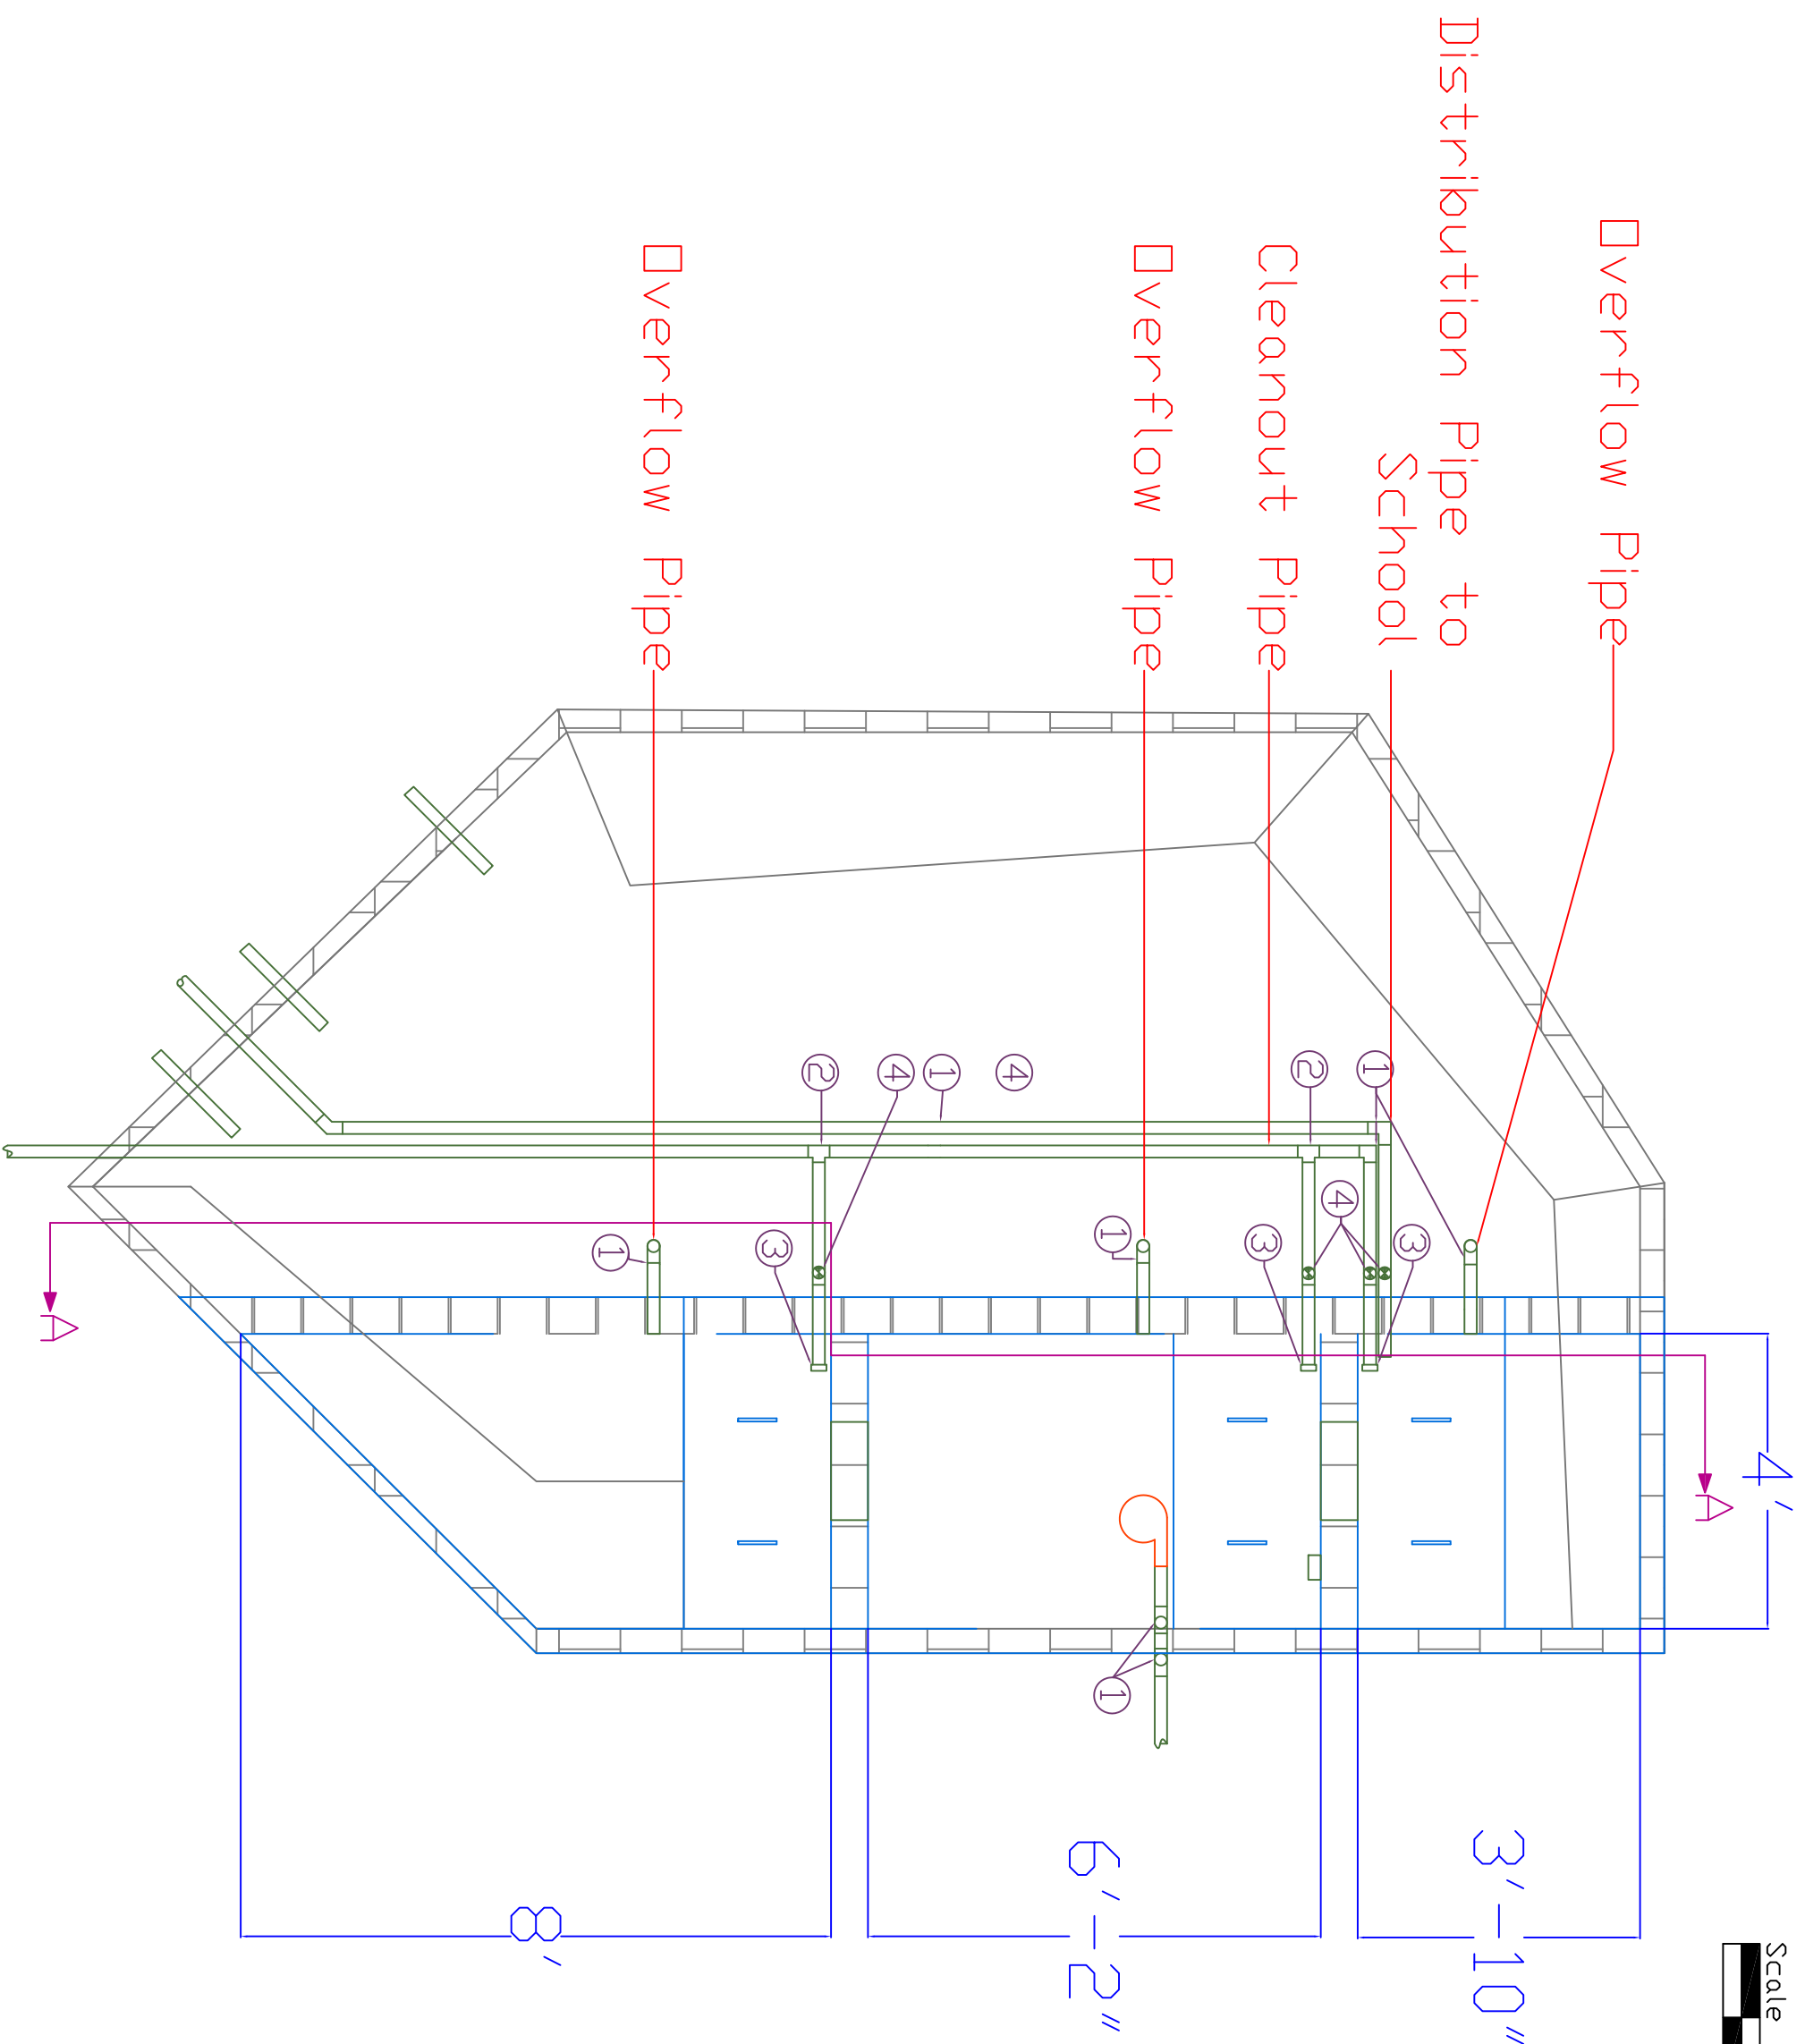 Scale
4'
A
Overflow Pipe
3'-10"
Distribution Pipe to
School
3
1
4
2
Cleanout Pipe
3
Overflow Pipe
1
1
6'-2"
4
1
4
2
3
Overflow Pipe
1
8'
A